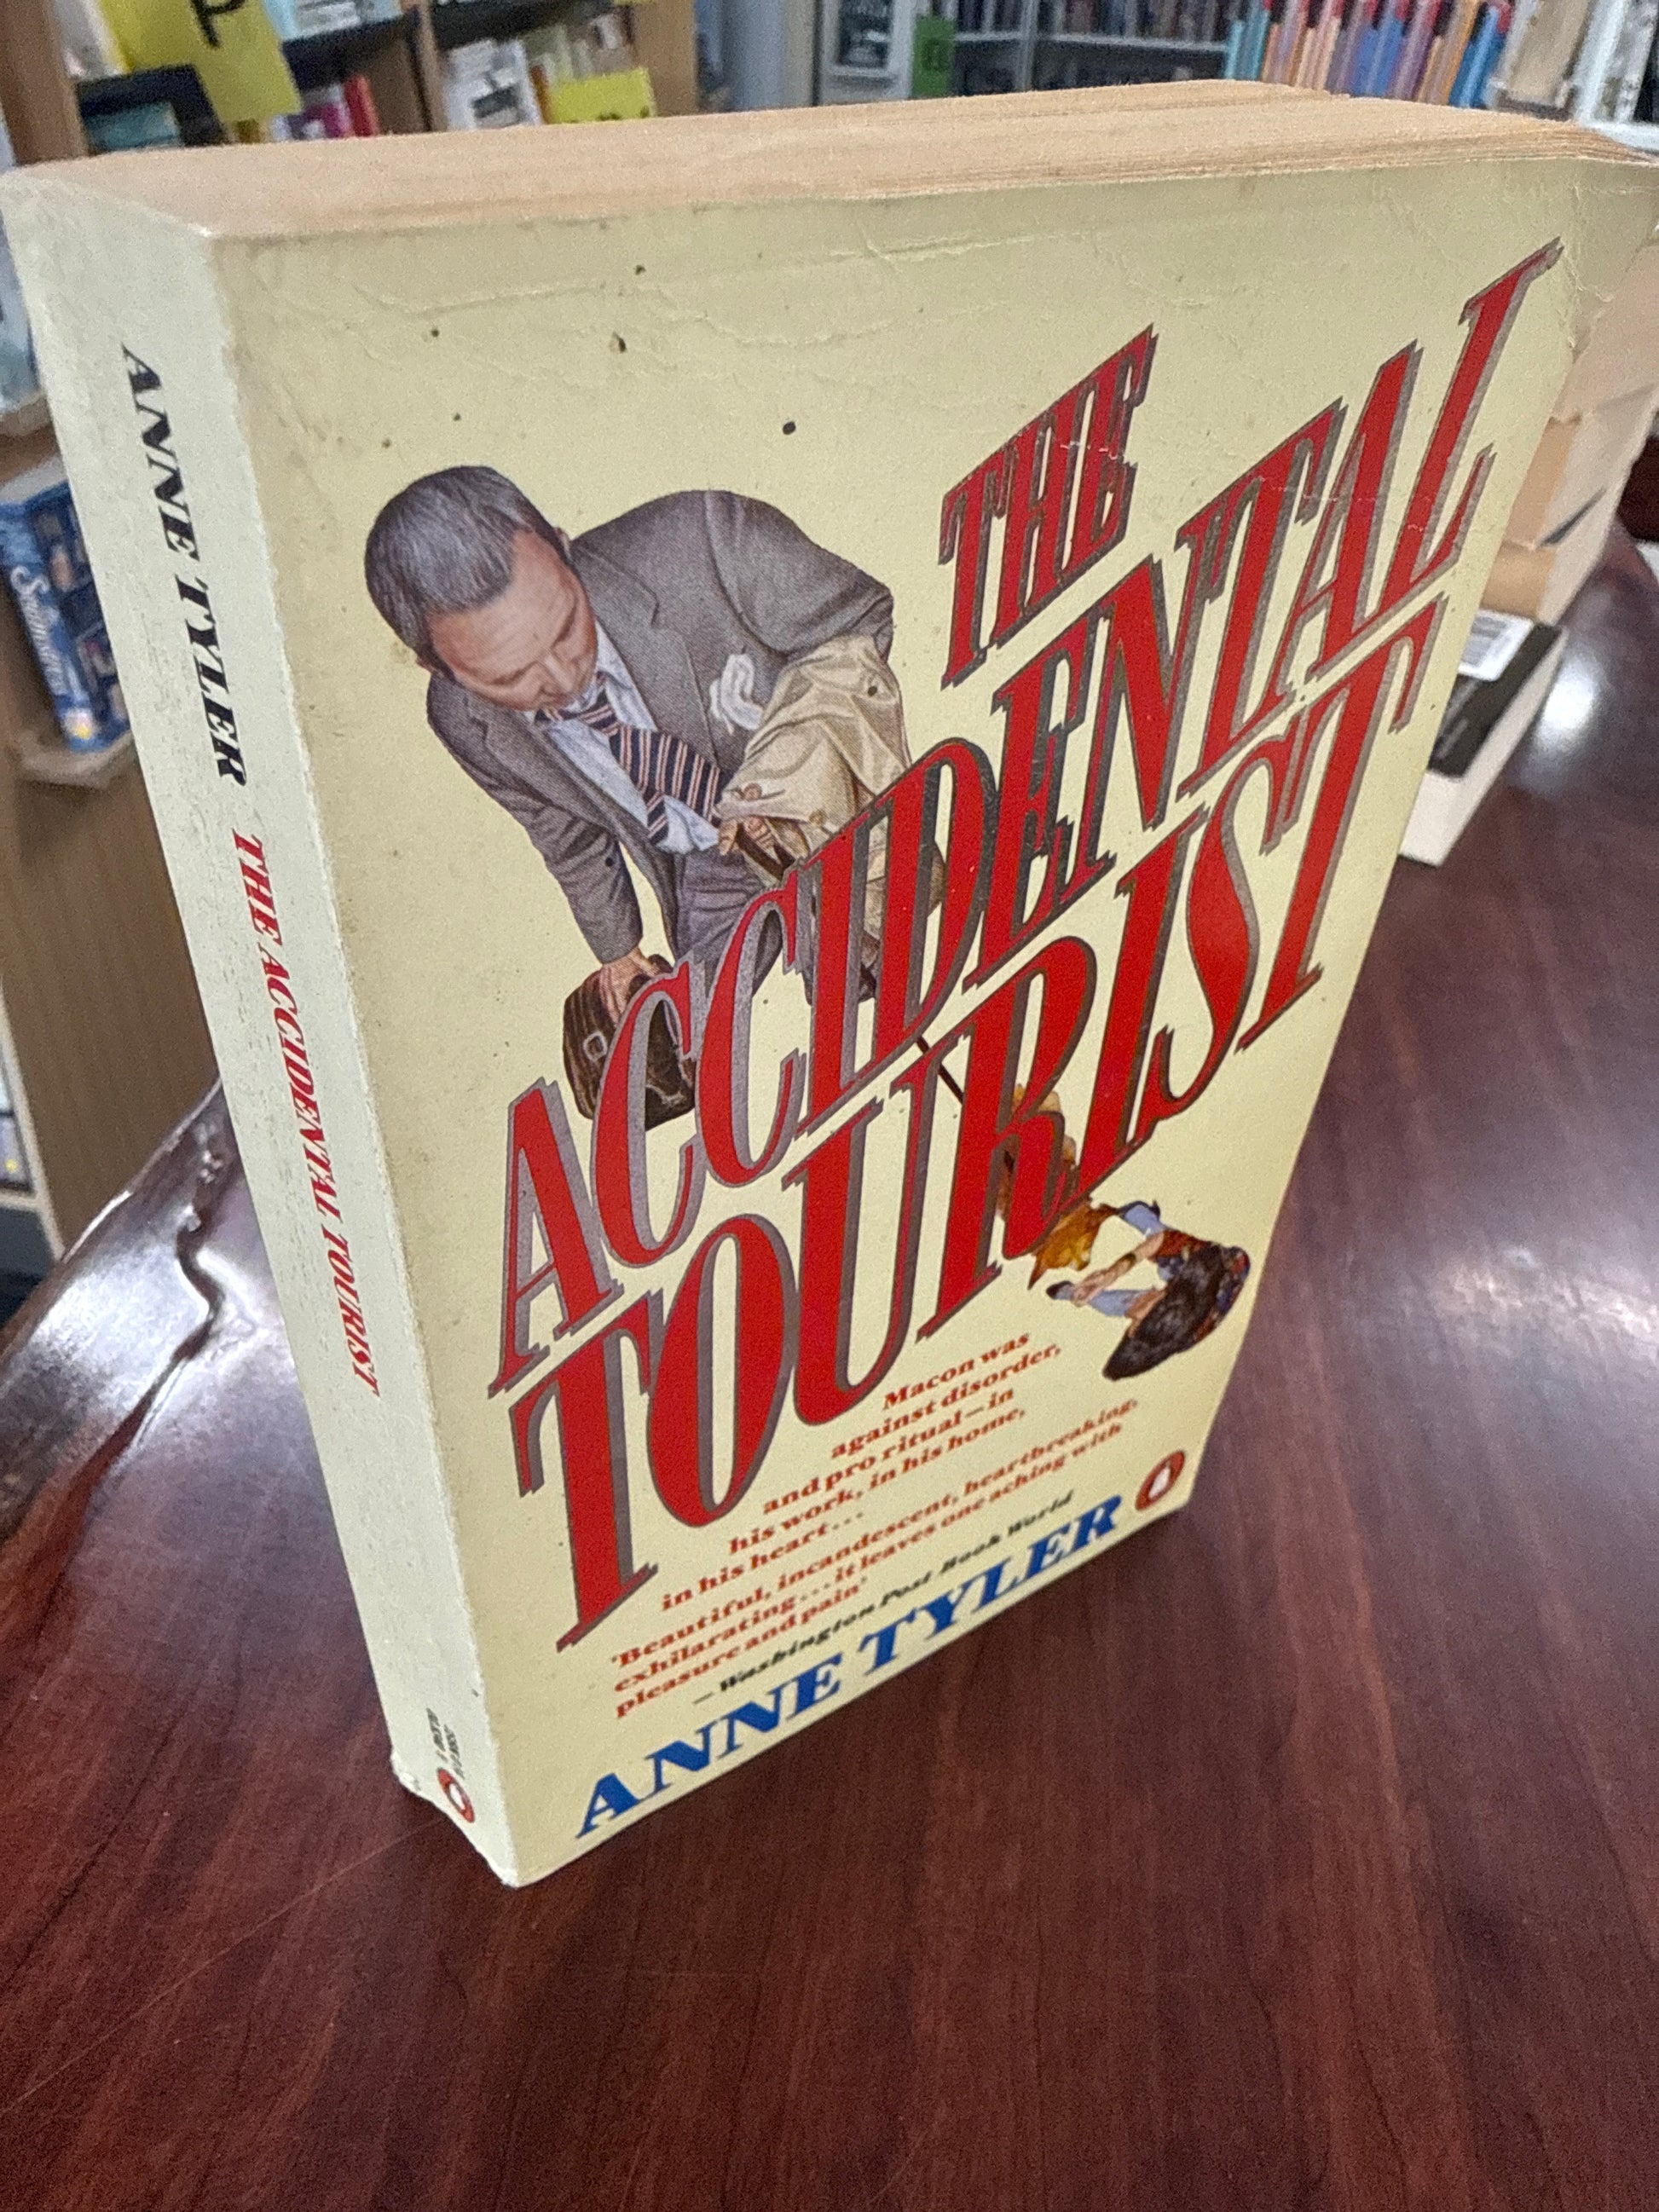 ANNE TYLER THE ACCIDENTAL TOURIST
THE
ACCIDENTAL
TOURIST
Macon was
against disorder,
and pro ritual—in
his work, in his home,
in his heart...
'Beautiful, incandescent, heartbreaking,
exhilarating...it leaves one aching with
pleasure and pain'
—Washington Post Book World
ANNE TYLER